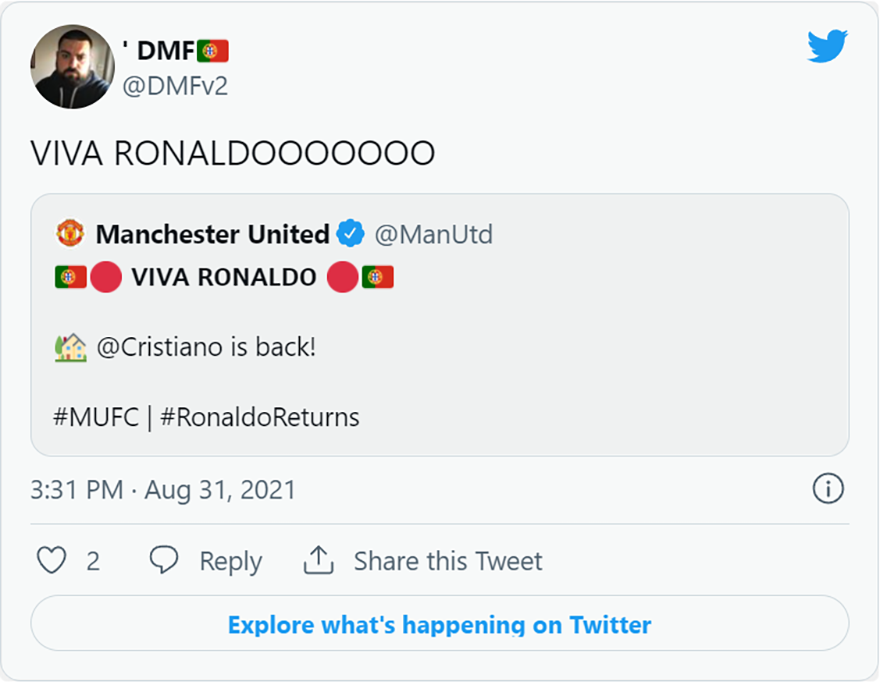 ' DMF🇵🇹
@DMFv2
VIVA RONALDOOOOOOO
Manchester United @ManUtd
🇵🇹🔴 VIVA RONALDO 🔴🇵🇹
🏡 @Cristiano is back!
#MUFC | #RonaldoReturns
3:31 PM · Aug 31, 2021
2 Reply Share this Tweet
Explore what's happening on Twitter